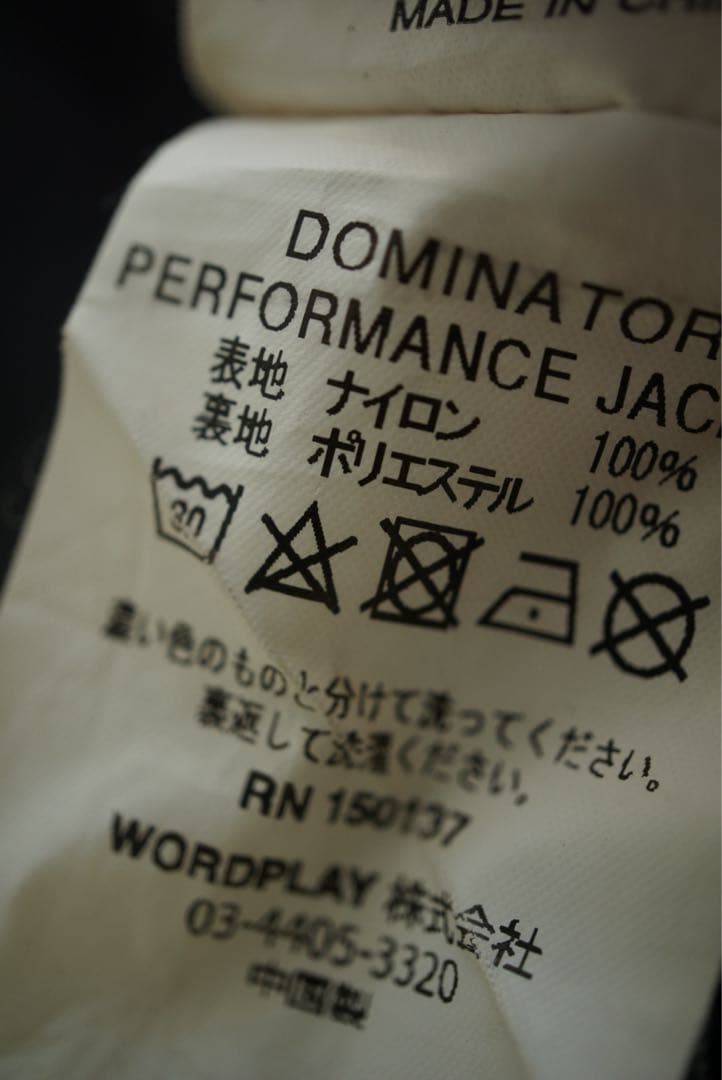 MADE IN CHI
DOMINATOR
PERFORMANCE JAC
表地 ナイロン 100%
裏地 ポリエステル 100%
30
濃い色のものと分けて洗ってください。
裏返して洗濯ください。
RN 150137
WORDPLAY 株式会社
03-4405-3320
中国製